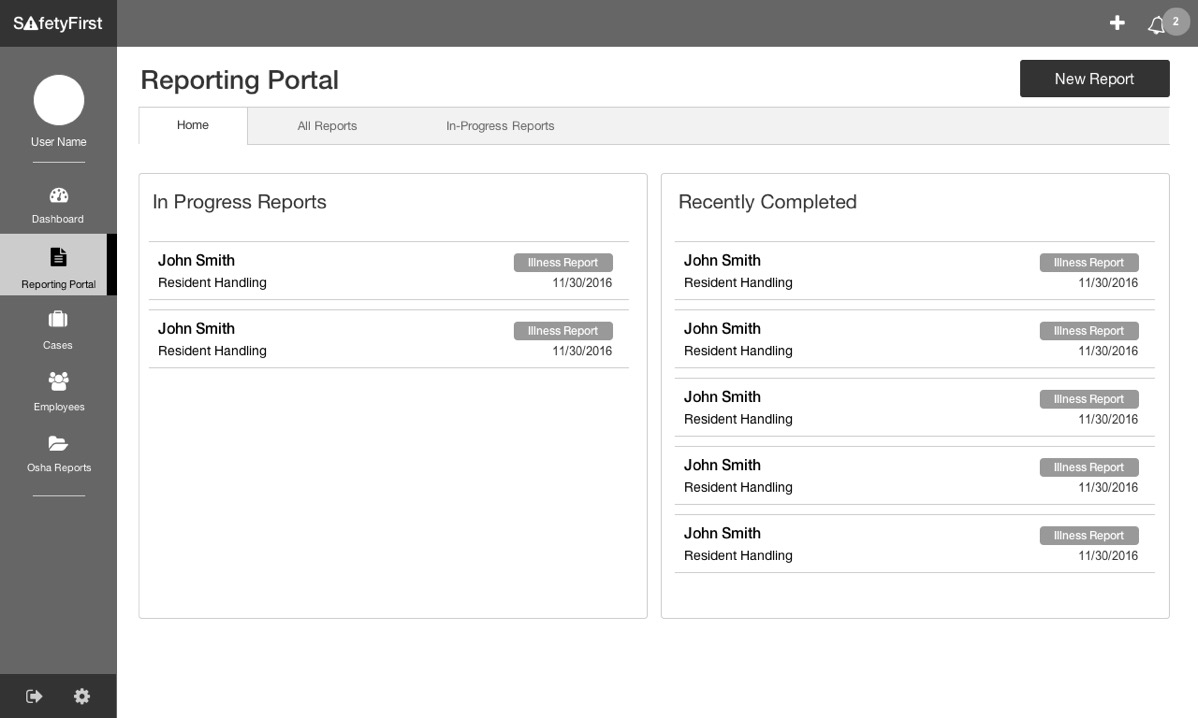 SAfetyFirst
2
User Name
Dashboard
Reporting Portal
Cases
Employees
Osha Reports
Reporting Portal
New Report
Home
All Reports
In-Progress Reports
In Progress Reports
John Smith
Illness Report
Resident Handling
11/30/2016
John Smith
Illness Report
Resident Handling
11/30/2016
Recently Completed
John Smith
Illness Report
Resident Handling
11/30/2016
John Smith
Illness Report
Resident Handling
11/30/2016
John Smith
Illness Report
Resident Handling
11/30/2016
John Smith
Illness Report
Resident Handling
11/30/2016
John Smith
Illness Report
Resident Handling
11/30/2016